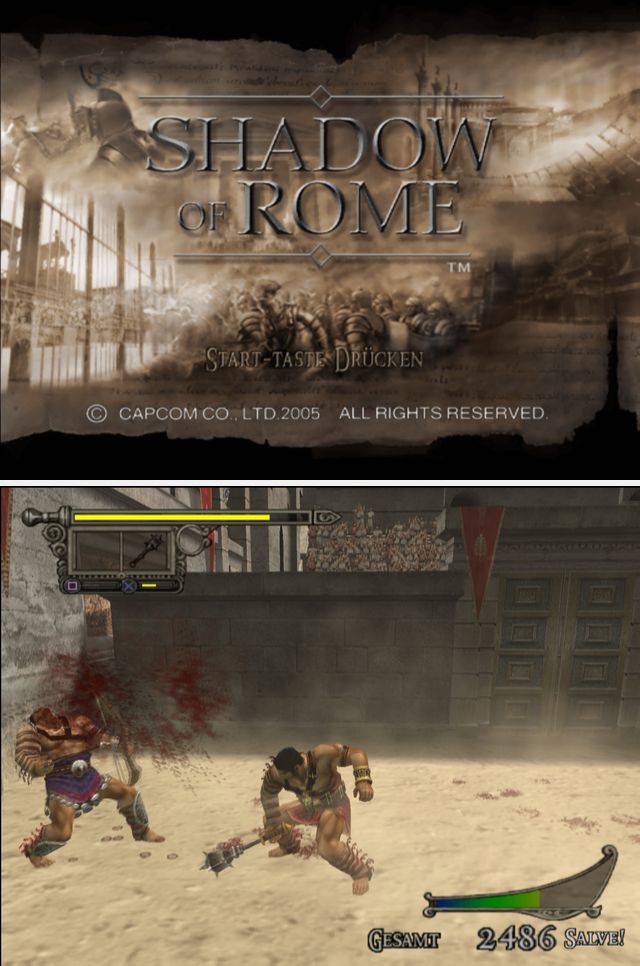 SHADOW
OF ROME
TM
START-TASTE DRÜCKEN
© CAPCOM CO., LTD.2005 ALL RIGHTS RESERVED.
GESAMT 2486 SALVE!